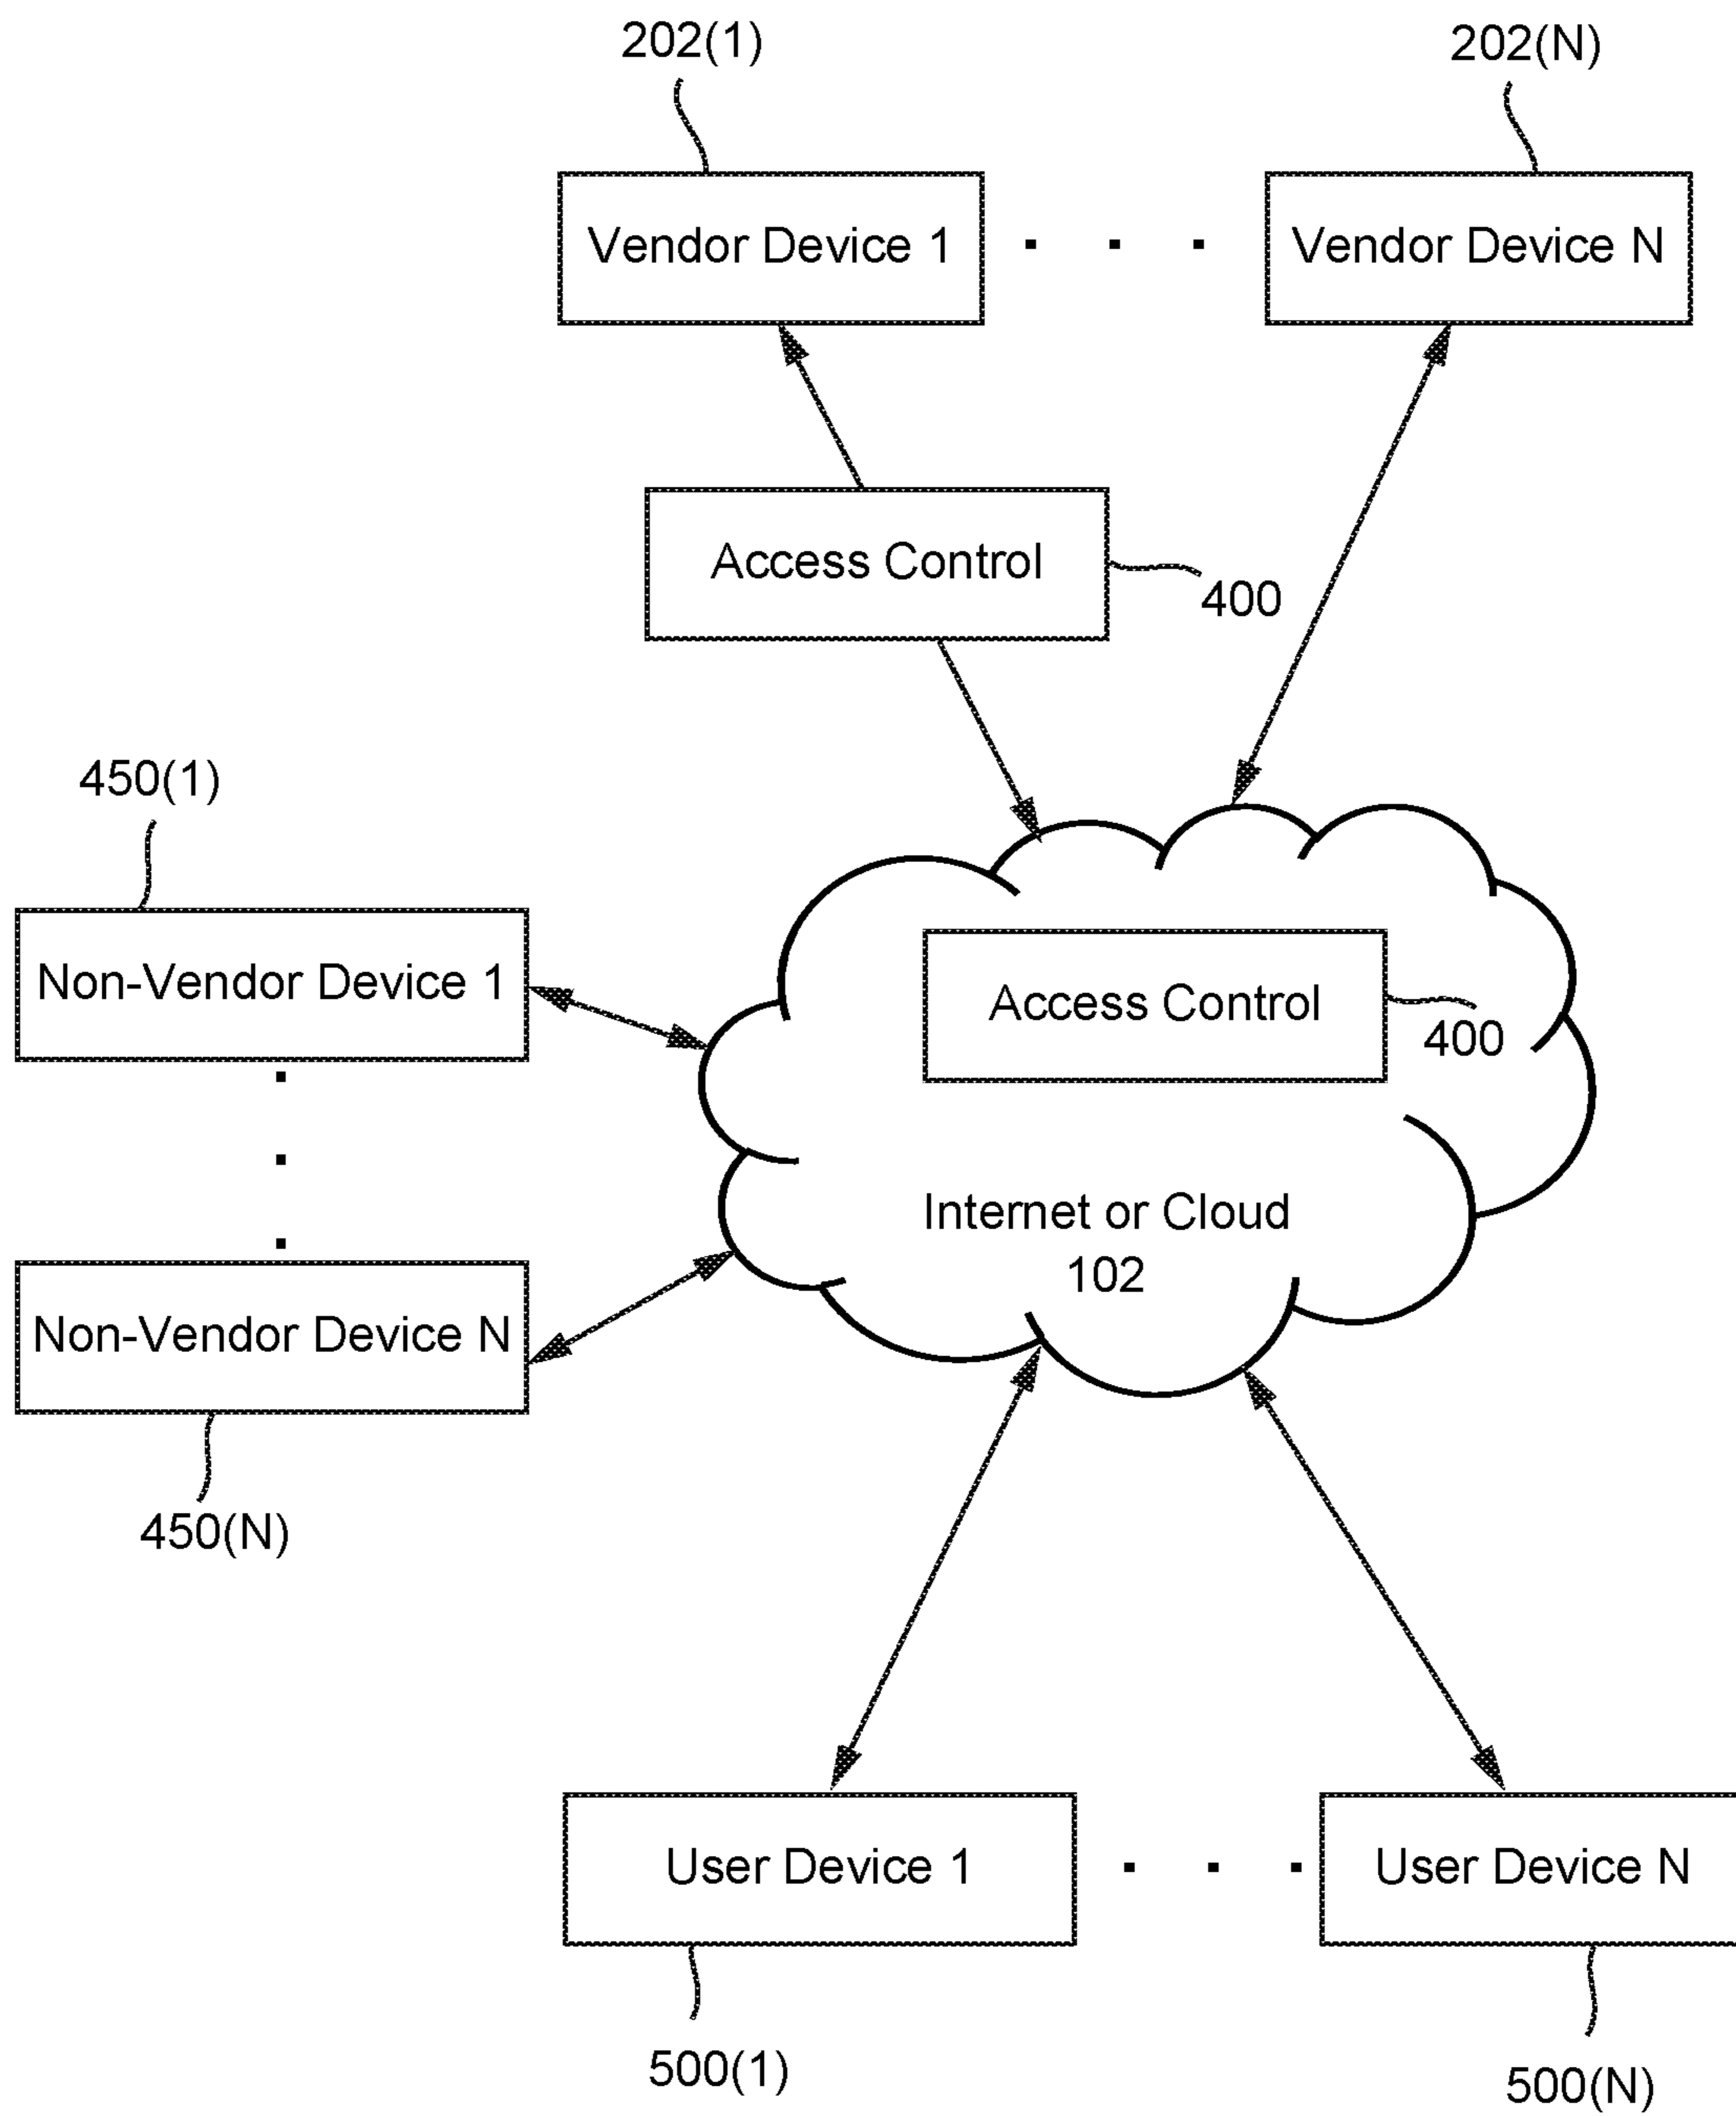 202(1)
202(N)
Vendor Device 1
Vendor Device N
Access Control
400
450(1)
Non-Vendor Device 1
Access Control
400
Internet or Cloud
102
Non-Vendor Device N
450(N)
User Device 1
User Device N
500(1)
500(N)